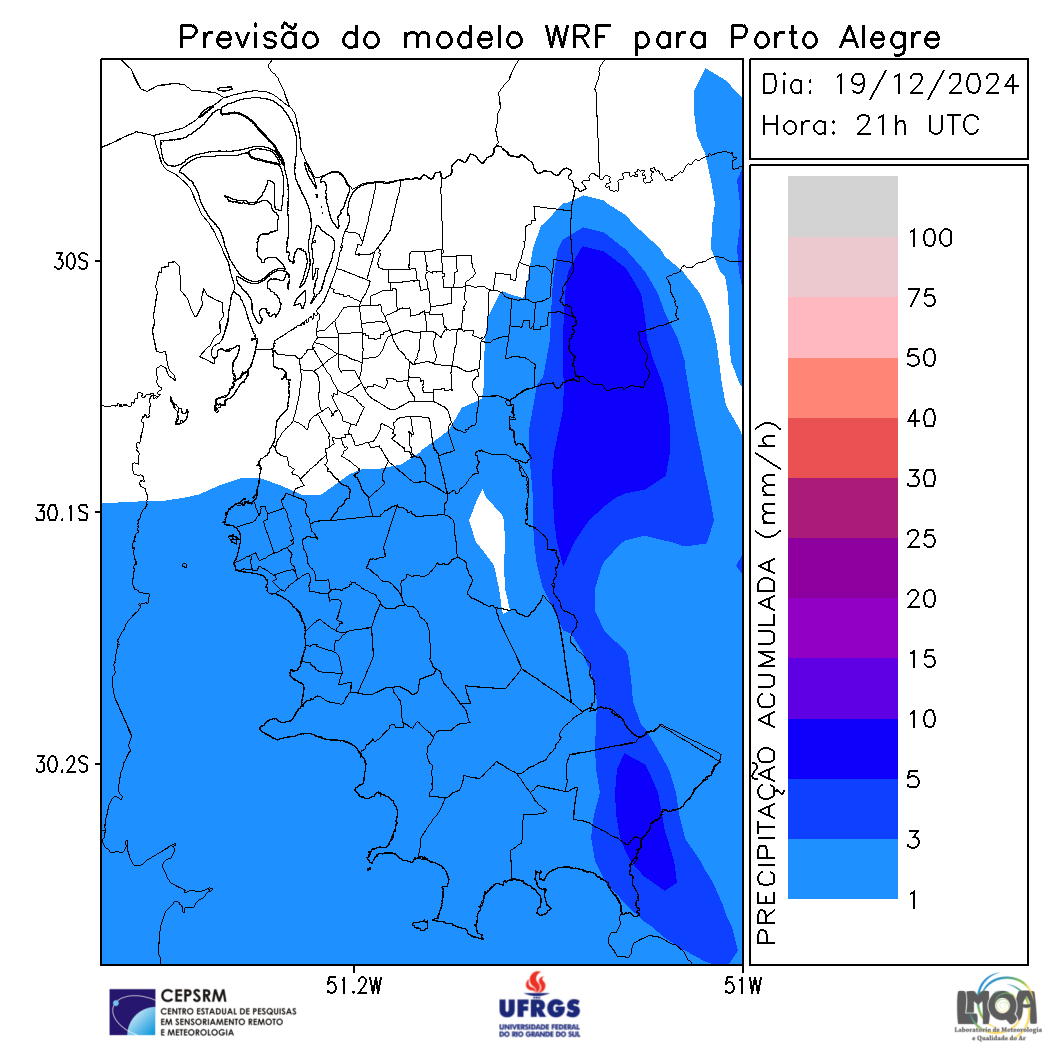 Previsão do modelo WRF para Porto Alegre
Dia: 19/12/2024
Hora: 21h UTC
30S
30.1S
30.2S
51.2W
51W
PRECIPITAÇÃO ACUMULADA (mm/h)
100
75
50
40
30
25
20
15
10
5
3
1
CEPSRM
CENTRO ESTADUAL DE PESQUISAS
EM SENSORIAMENTO REMOTO
E METEOROLOGIA
UFRGS
UNIVERSIDADE FEDERAL
DO RIO GRANDE DO SUL
LMQA
Laboratório de Meteorologia
e Qualidade do Ar